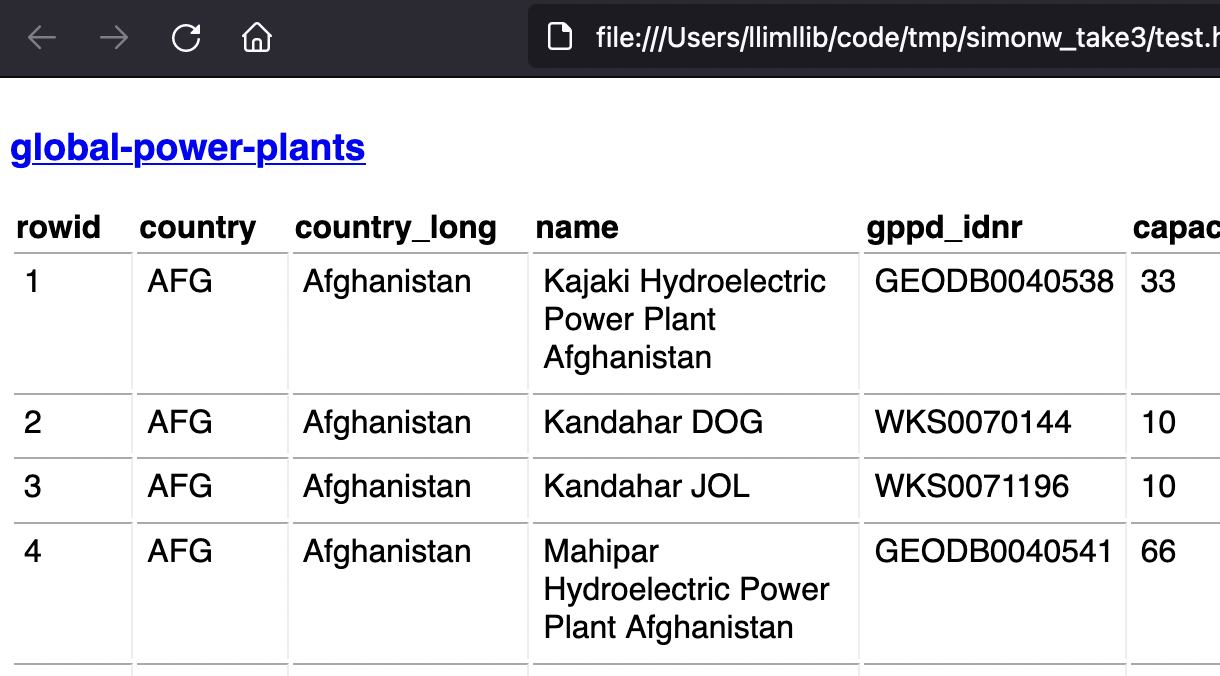 file:///Users/llimllib/code/tmp/simonw_take3/test.h
global-power-plants
rowid country country_long name gppd_idnr capac
1 AFG Afghanistan Kajaki Hydroelectric GEODB0040538 33
Power Plant
Afghanistan
2 AFG Afghanistan Kandahar DOG WKS0070144 10
3 AFG Afghanistan Kandahar JOL WKS0071196 10
4 AFG Afghanistan Mahipar GEODB0040541 66
Hydroelectric Power
Plant Afghanistan